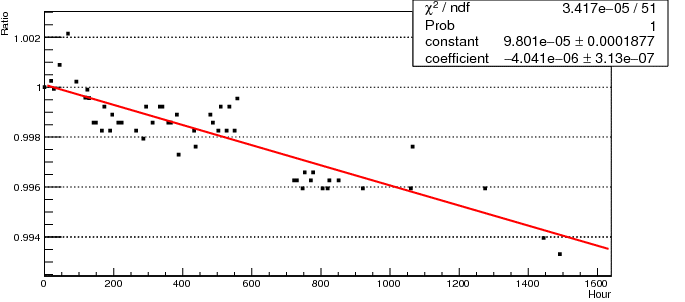 χ² / ndf 3.417e−05 / 51
Prob 1
constant 9.801e−05 ± 0.0001877
coefficient −4.041e−06 ± 3.13e−07
Ratio
1.002
1
0.998
0.996
0.994
0 200 400 600 800 1000 1200 1400 1600
Hour